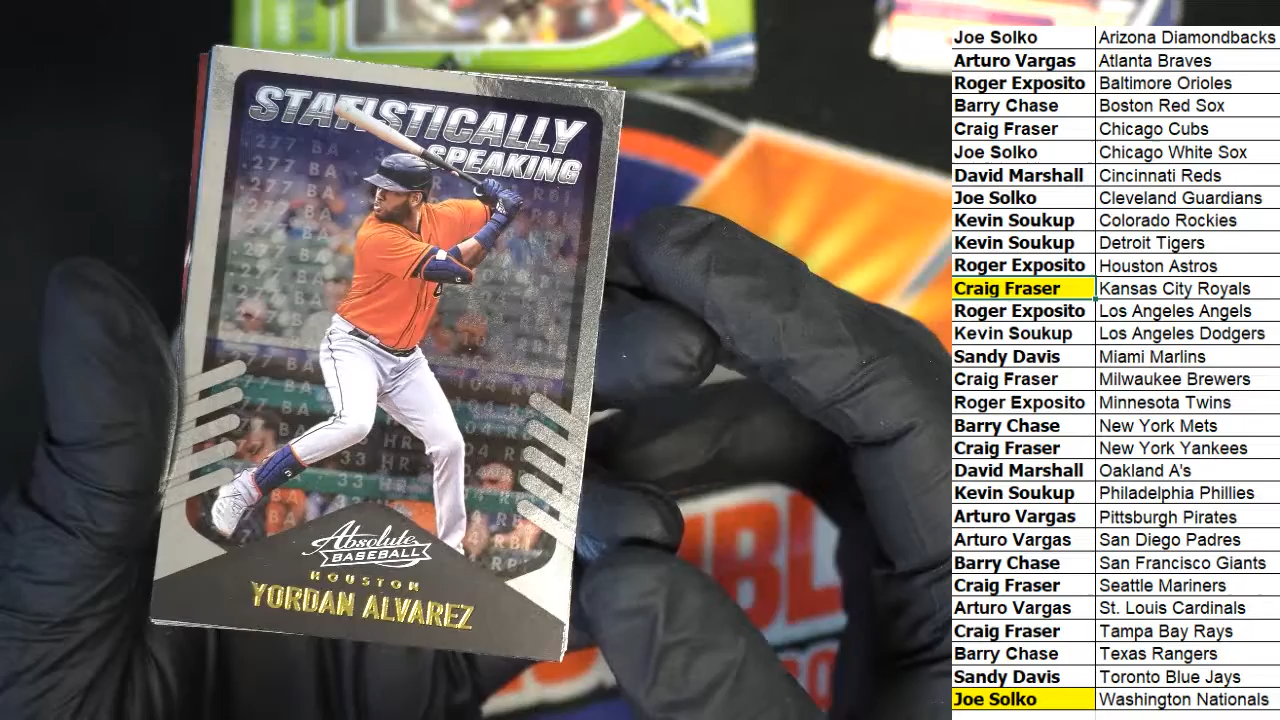 STATISTICALLY
SPEAKING
Absolute
BASEBALL
HOUSTON
YORDAN ALVAREZ
.277 BA
33 HR
104 RBI
Joe Solko Arizona Diamondbacks
Arturo Vargas Atlanta Braves
Roger Exposito Baltimore Orioles
Barry Chase Boston Red Sox
Craig Fraser Chicago Cubs
Joe Solko Chicago White Sox
David Marshall Cincinnati Reds
Joe Solko Cleveland Guardians
Kevin Soukup Colorado Rockies
Kevin Soukup Detroit Tigers
Roger Exposito Houston Astros
Craig Fraser Kansas City Royals
Roger Exposito Los Angeles Angels
Kevin Soukup Los Angeles Dodgers
Sandy Davis Miami Marlins
Craig Fraser Milwaukee Brewers
Roger Exposito Minnesota Twins
Barry Chase New York Mets
Craig Fraser New York Yankees
David Marshall Oakland A's
Kevin Soukup Philadelphia Phillies
Arturo Vargas Pittsburgh Pirates
Arturo Vargas San Diego Padres
Barry Chase San Francisco Giants
Craig Fraser Seattle Mariners
Arturo Vargas St. Louis Cardinals
Craig Fraser Tampa Bay Rays
Barry Chase Texas Rangers
Sandy Davis Toronto Blue Jays
Joe Solko Washington Nationals